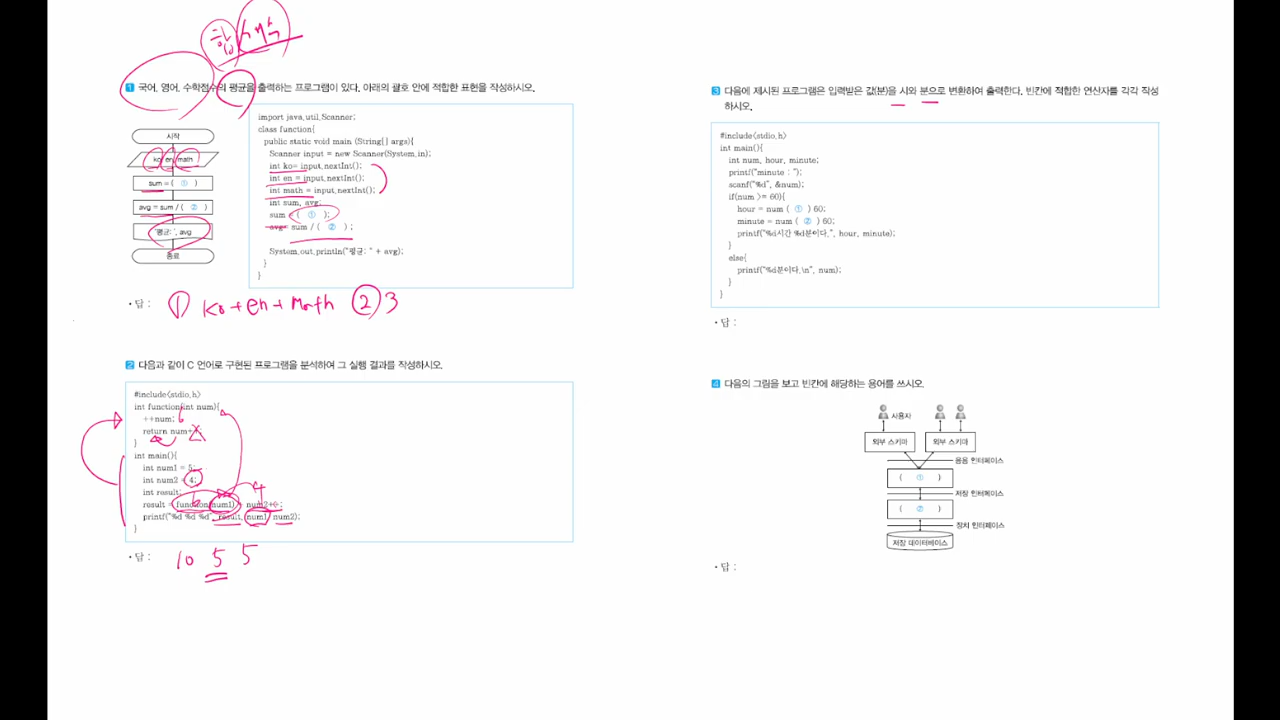 합
개수
1 국어, 영어, 수학점수의 평균을 출력하는 프로그램이 있다. 아래의 괄호 안에 적합한 표현을 작성하시오.
시작
ko, en, math
sum = ( ① )
avg = sum / ( ② )
'평균: ', avg
종료
import java.util.Scanner;
class function{
public static void main (String[] args){
Scanner input = new Scanner(System.in);
int ko= input.nextInt();
int en = input.nextInt();
int math = input.nextInt();
int sum, avg;
sum = ( ① );
avg= sum / ( ② );
System.out.println("평균: " + avg);
}
}
• 답 : ① ko+en+math ② 3
2 다음과 같이 C 언어로 구현된 프로그램을 분석하여 그 실행 결과를 작성하시오.
#include<stdio.h>
int function(int num){
++num; 6
return num++;
}
int main(){
int num1 = 5;
int num2 = 4;
int result;
6 4
result = function(num1) + num2++;
printf("%d %d %d", result, num1, num2);
}
• 답 : 10 5 5
3 다음에 제시된 프로그램은 입력받은 값(분)을 시와 분으로 변환하여 출력한다. 빈칸에 적합한 연산자를 각각 작성
하시오.
#include<stdio.h>
int main(){
int num, hour, minute;
printf("minute : ");
scanf("%d", &num);
if(num >= 60){
hour = num ( ① ) 60;
minute = num ( ② ) 60;
printf("%d시간 %d분이다.", hour, minute);
}
else{
printf("%d분이다.\n", num);
}
}
• 답 :
4 다음의 그림을 보고 빈칸에 해당하는 용어를 쓰시오.
사용자
외부 스키마 외부 스키마
응용 인터페이스
( ① )
저장 인터페이스
( ② )
장치 인터페이스
저장 데이터베이스
• 답 :